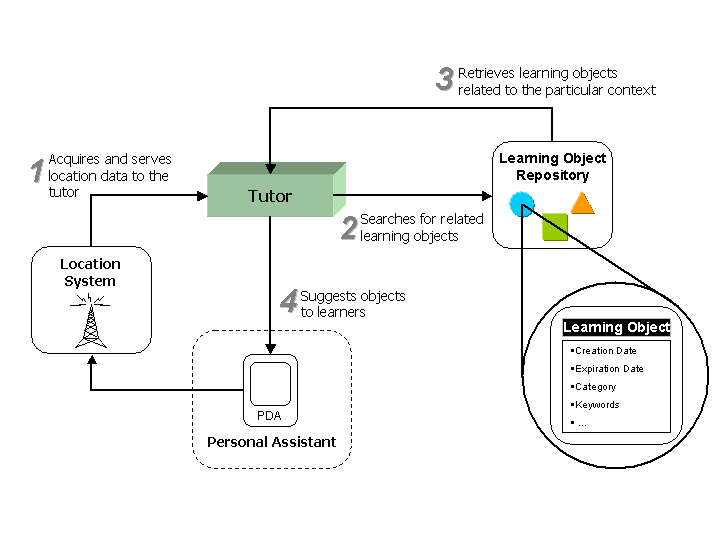 3
Retrieves learning objects
related to the particular context
1
Acquires and serves
location data to the
tutor
Tutor
Learning Object
Repository
2
Searches for related
learning objects
Location
System
4
Suggests objects
to learners
Learning Object
•Creation Date
•Expiration Date
•Category
•Keywords
• ...
PDA
Personal Assistant